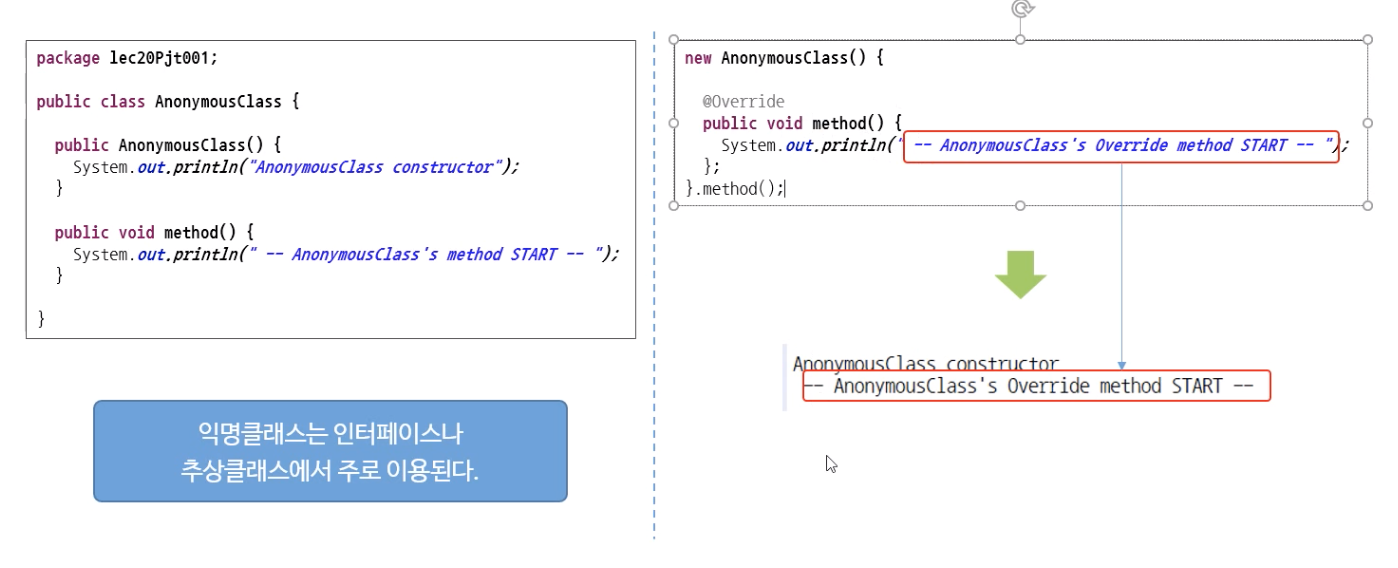 package lec20Pjt001;
public class AnonymousClass {
public AnonymousClass() {
System.out.println("AnonymousClass constructor");
}
public void method() {
System.out.println(" -- AnonymousClass's method START -- ");
}
}
익명클래스는 인터페이스나
추상클래스에서 주로 이용된다.
new AnonymousClass() {
@Override
public void method() {
System.out.println(" -- AnonymousClass's Override method START -- ");
};
}.method();
AnonymousClass constructor
-- AnonymousClass's Override method START --